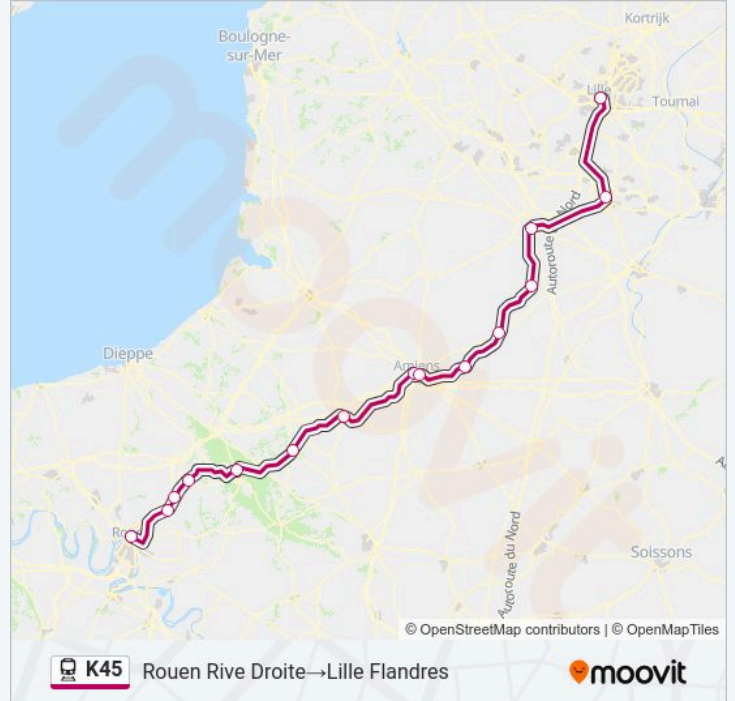 Kortrijk
Boulogne-
sur-Mer
Lille
Tournai
Autoroute
Nord
Dieppe
Amiens
Autoroute du Nord
Soissons
© OpenStreetMap contributors | © OpenMapTiles
K45
Rouen Rive Droite→Lille Flandres
moovit
moovit